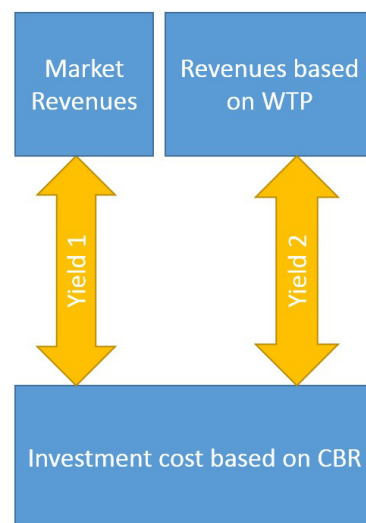 Market
Revenues
Revenues based
on WTP
Yield 1
Yield 2
Investment cost based on CBR